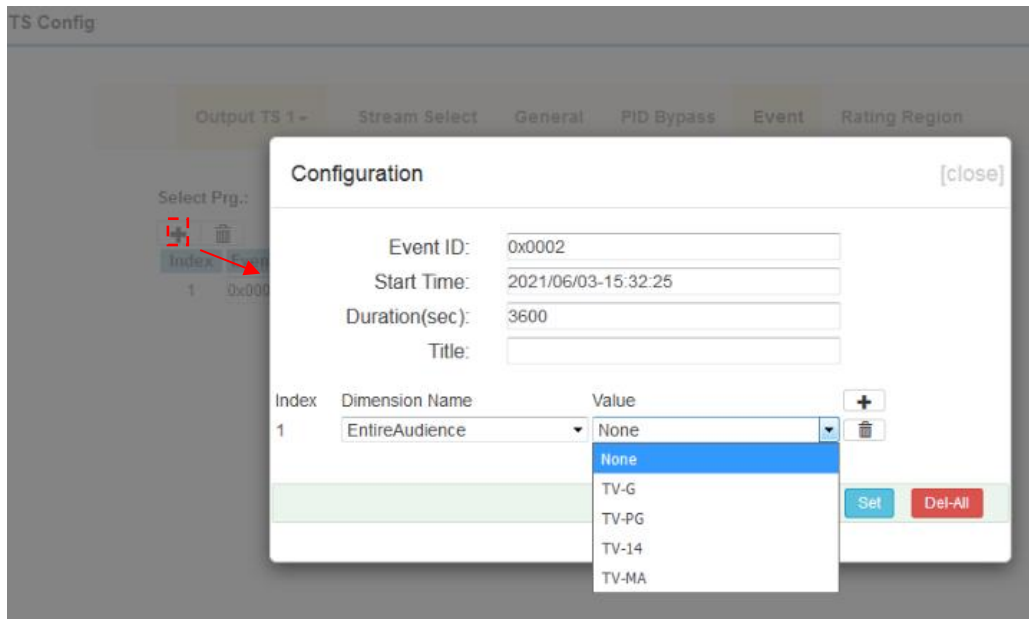 TS Config
Output TS 1 Stream Select General PID Bypass Event Rating Region
Configuration [close]
Select Prg.:
Event ID: 0x0002
Index
Start Time: 2021/06/03-15:32:25
1
Duration(sec): 3600
Title:
Index Dimension Name Value
1 EntireAudience None
None
TV-G
TV-PG
TV-14
TV-MA
Set Del-All